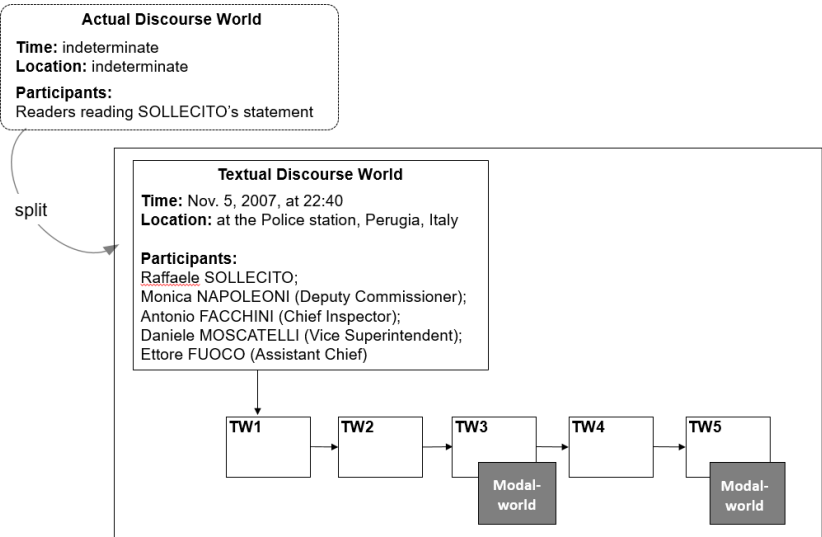 Actual Discourse World
Time: indeterminate
Location: indeterminate
Participants:
Readers reading SOLLECITO's statement
split
Textual Discourse World
Time: Nov. 5, 2007, at 22:40
Location: at the Police station, Perugia, Italy
Participants:
Raffaele SOLLECITO;
Monica NAPOLEONI (Deputy Commissioner);
Antonio FACCHINI (Chief Inspector);
Daniele MOSCATELLI (Vice Superintendent);
Ettore FUOCO (Assistant Chief)
TW1
TW2
TW3
TW4
TW5
Modal-
world
Modal-
world